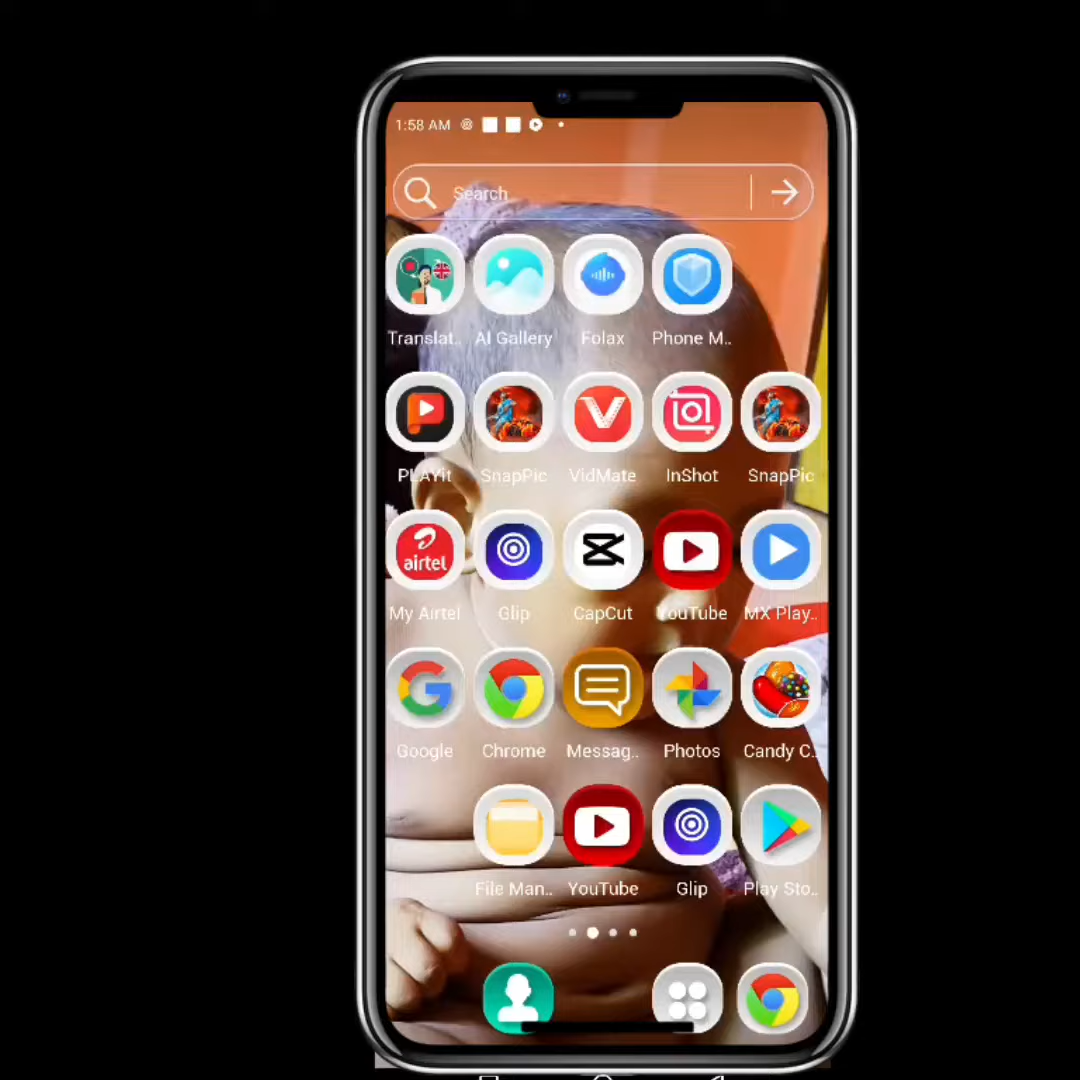 1:58 AM
Search
Translat.. AI Gallery Folax Phone M..
PLAYit SnapPic VidMate InShot SnapPic
airtel
My Airtel Glip CapCut YouTube MX Play..
Google Chrome Messag.. Photos Candy C..
File Man.. YouTube Glip Play Sto..